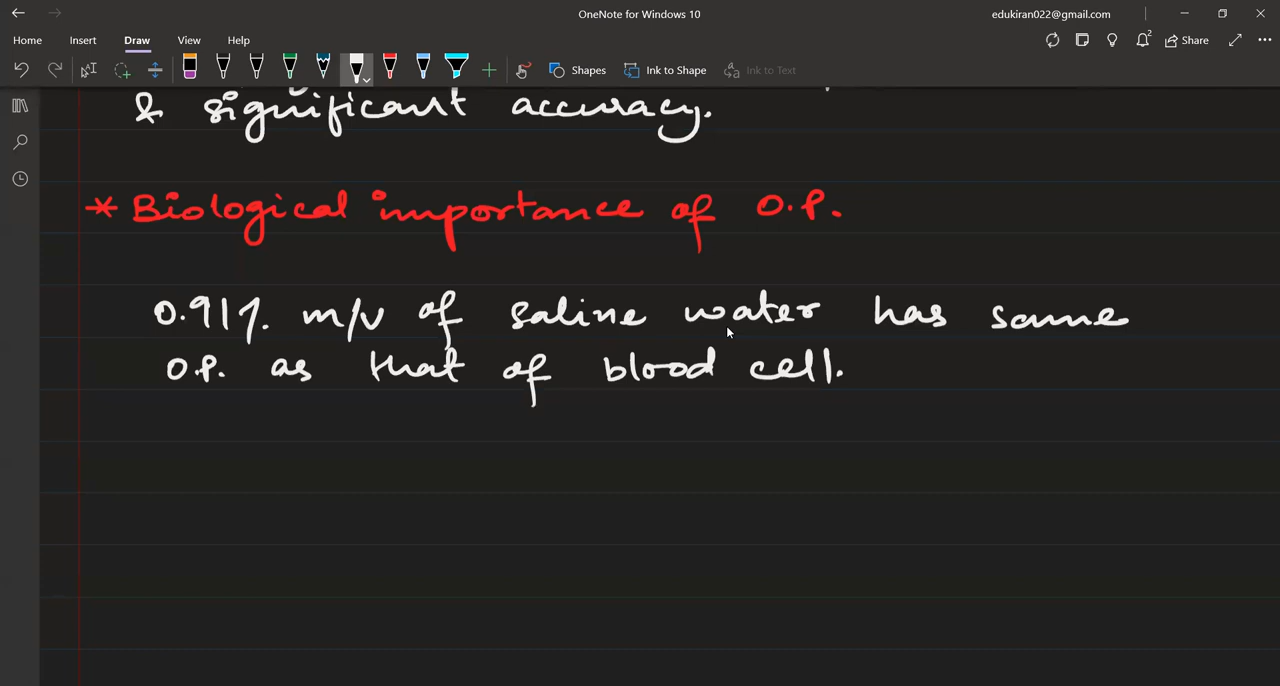 OneNote for Windows 10
edukiran022@gmail.com
Home Insert Draw View Help
Share
Shapes
Ink to Shape
Ink to Text
& significant accuracy.
* Biological importance of O.P.
0.91% m/v of saline water has same
O.P. as that of blood cell.